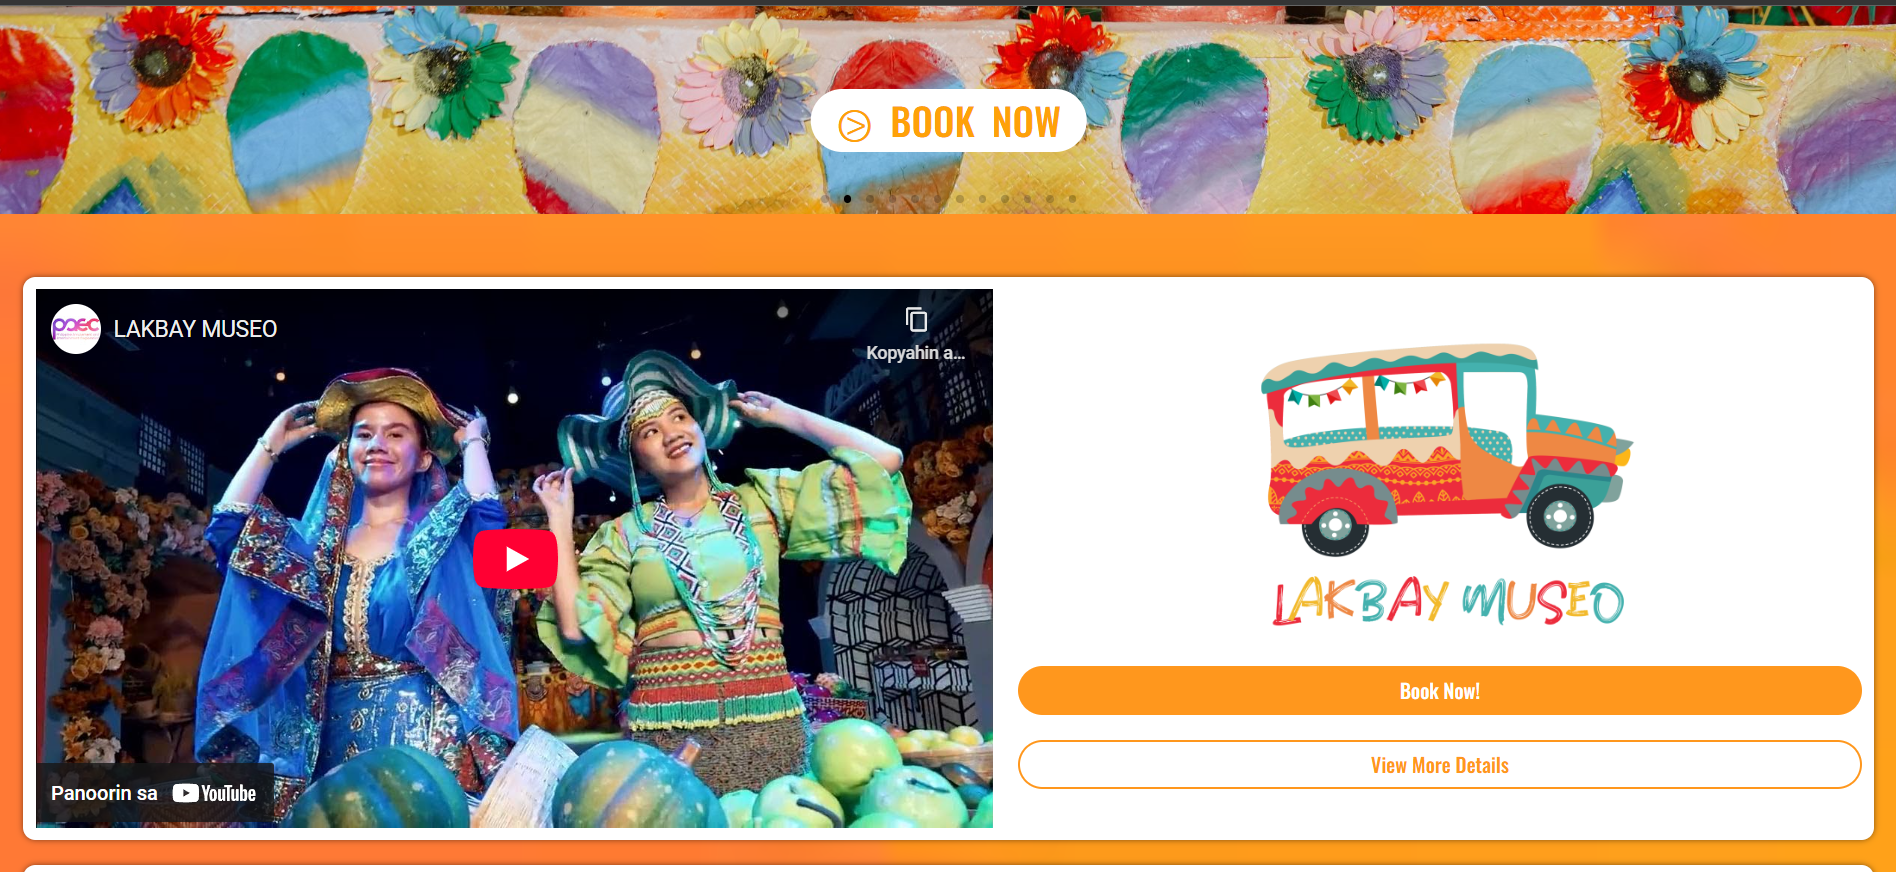 BOOK NOW
paec
LAKBAY MUSEO
Kopyahin a...
Panoorin sa YouTube
LAKBAY MUSEO
Book Now!
View More Details